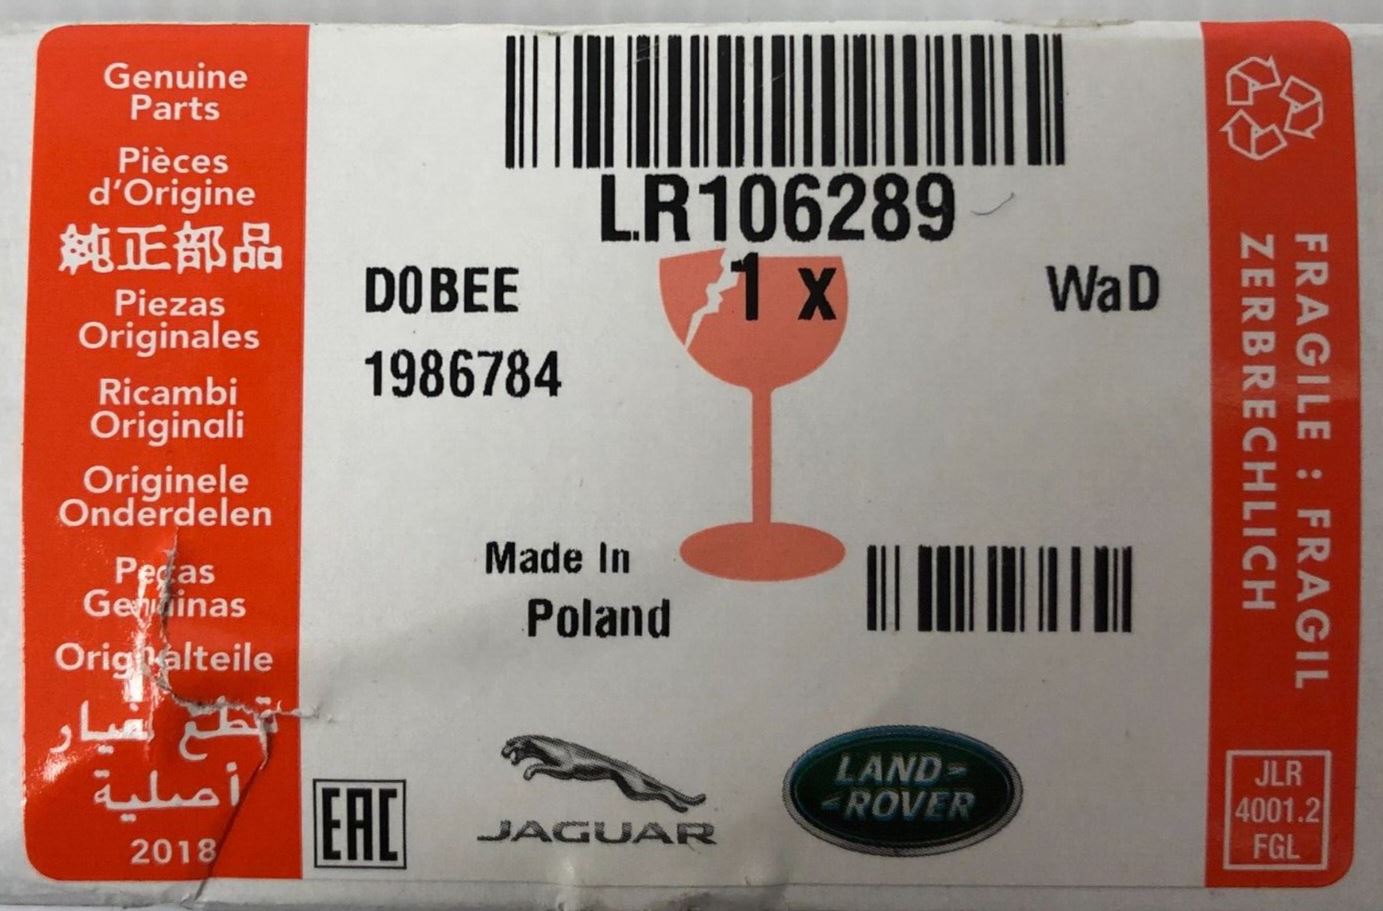 Genuine
Parts
Pièces
d'Origine
純正部品
Piezas
Originales
Ricambi
Originali
Originele
Onderdelen
Peças
Genuinas
Originalteile
قطع غيار
أصلية
2018
LR106289
1 x
D0BEE
WaD
1986784
Made In
Poland
EAC
JAGUAR
LAND-
-ROVER
FRAGILE : FRAGIL
ZERBRECHLICH
JLR
4001.2
FGL